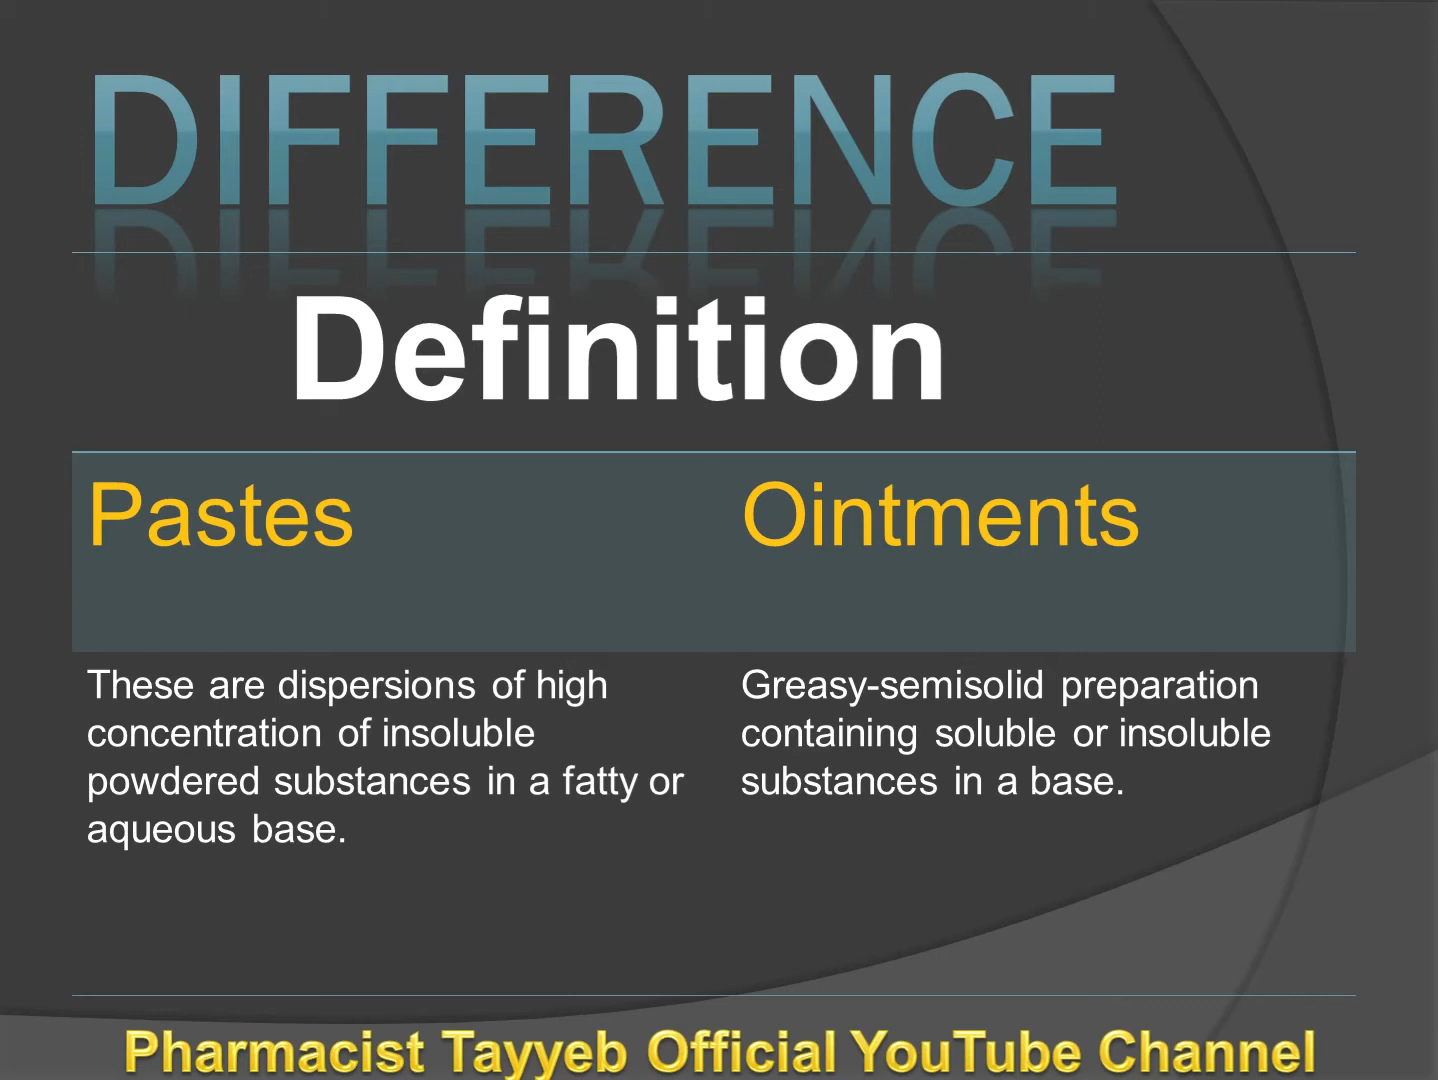 DIFFERENCE
Definition
Pastes
Ointments
These are dispersions of high
concentration of insoluble
powdered substances in a fatty or
aqueous base.
Greasy-semisolid preparation
containing soluble or insoluble
substances in a base.
Pharmacist Tayyeb Official YouTube Channel